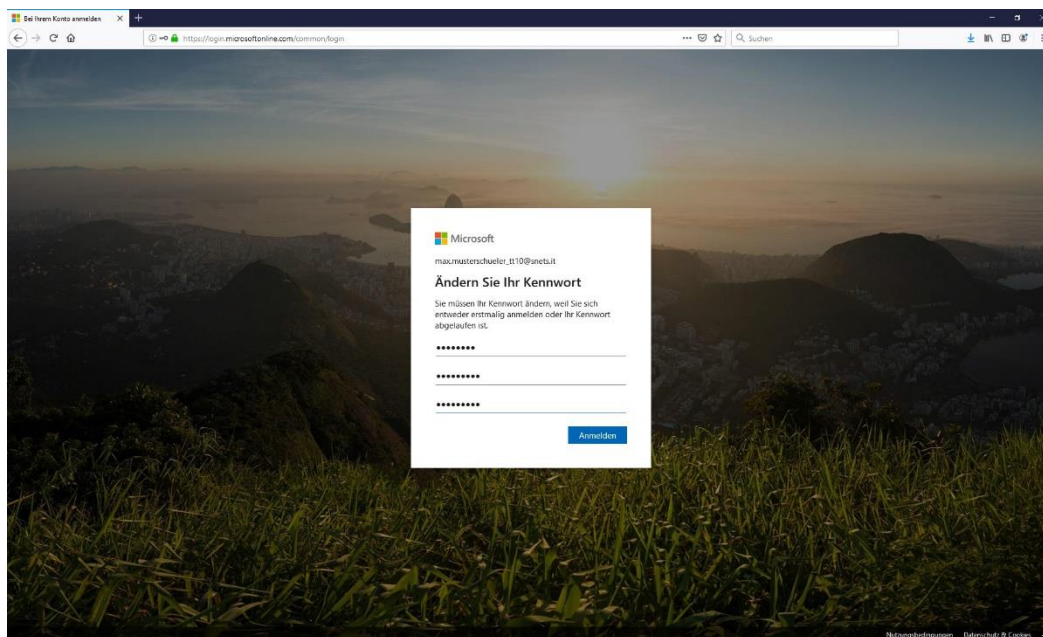 Bei Ihrem Konto anmelden
https://login.microsoftonline.com/common/login
Suchen
Microsoft
max.musterschueler_tt10@snets.it
Ändern Sie Ihr Kennwort
Sie müssen Ihr Kennwort ändern, weil Sie sich
entweder erstmalig anmelden oder Ihr Kennwort
abgelaufen ist.
Anmelden
Nutzungsbedingungen Datenschutz & Cookies